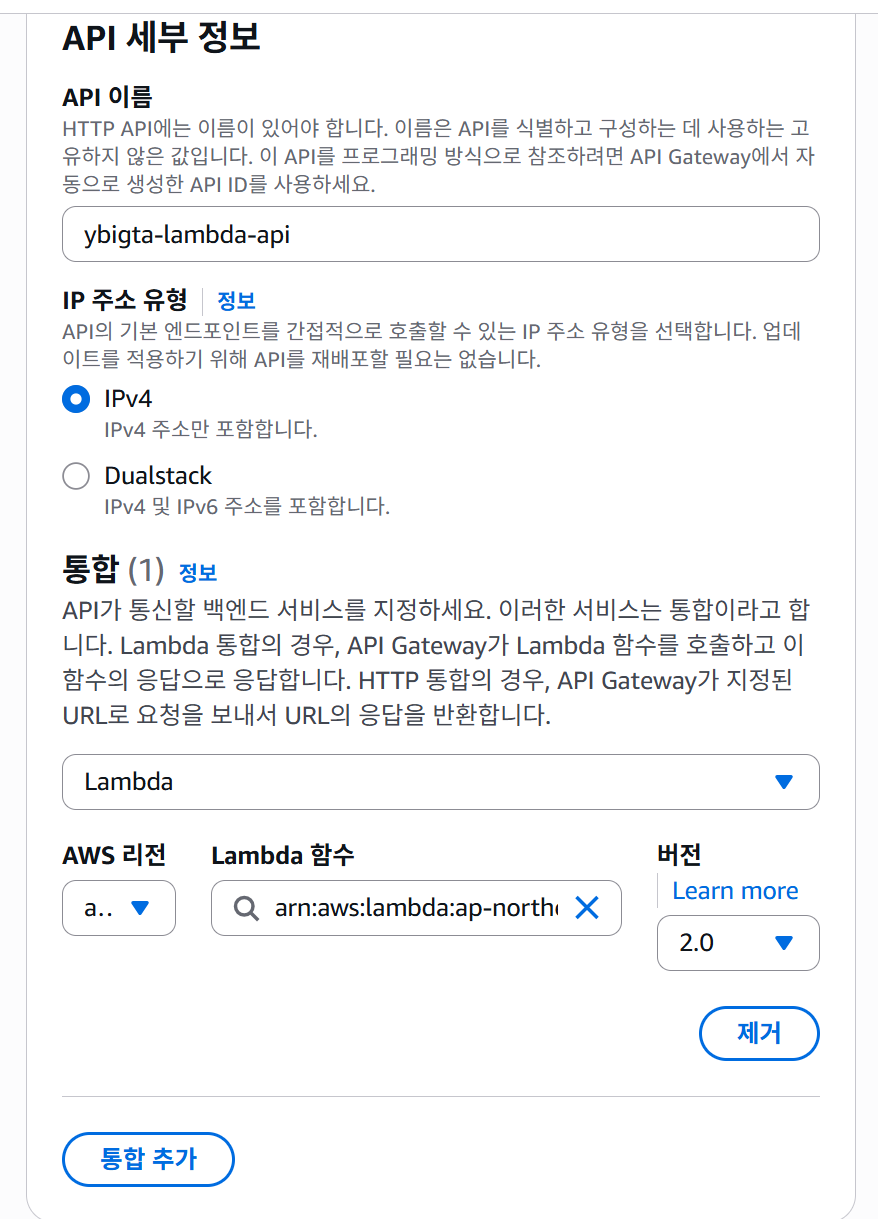 API 세부 정보
API 이름
HTTP API에는 이름이 있어야 합니다. 이름은 API를 식별하고 구성하는 데 사용하는 고
유하지 않은 값입니다. 이 API를 프로그래밍 방식으로 참조하려면 API Gateway에서 자
동으로 생성한 API ID를 사용하세요.
ybigta-lambda-api
IP 주소 유형 정보
API의 기본 엔드포인트를 간접적으로 호출할 수 있는 IP 주소 유형을 선택합니다. 업데
이트를 적용하기 위해 API를 재배포할 필요는 없습니다.
IPv4
IPv4 주소만 포함합니다.
Dualstack
IPv4 및 IPv6 주소를 포함합니다.
통합 (1) 정보
API가 통신할 백엔드 서비스를 지정하세요. 이러한 서비스는 통합이라고 합
니다. Lambda 통합의 경우, API Gateway가 Lambda 함수를 호출하고 이
함수의 응답으로 응답합니다. HTTP 통합의 경우, API Gateway가 지정된
URL로 요청을 보내서 URL의 응답을 반환합니다.
Lambda
AWS 리전 Lambda 함수 버전
Learn more
a.. arn:aws:lambda:ap-northe
2.0
제거
통합 추가